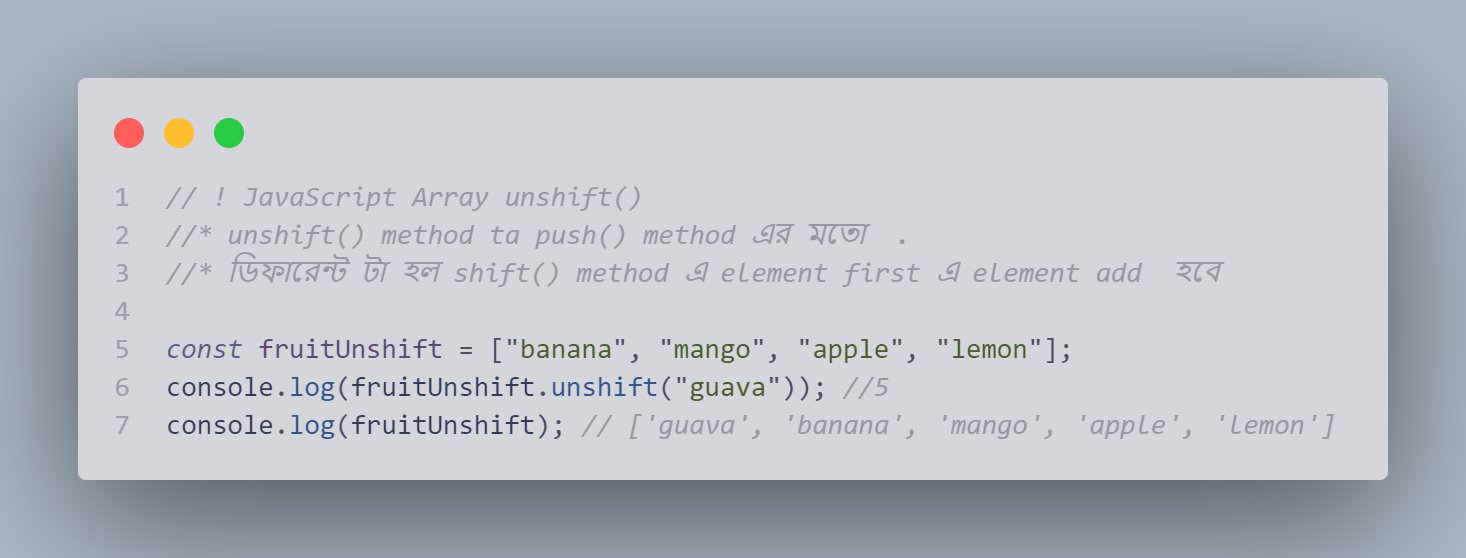 1 // ! JavaScript Array unshift()
2 //* unshift() method ta push() method এর মতো .
3 //* ডিফারেন্ট টা হল shift() method এ element first এ element add হবে
4
5 const fruitUnshift = ["banana", "mango", "apple", "lemon"];
6 console.log(fruitUnshift.unshift("guava")); //5
7 console.log(fruitUnshift); // ['guava', 'banana', 'mango', 'apple', 'lemon']